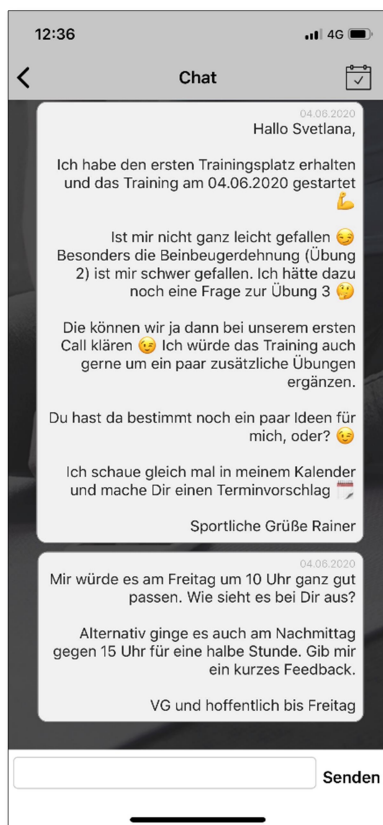 12:36
4G
Chat
04.06.2020
Hallo Svetlana,
Ich habe den ersten Trainingsplatz erhalten
und das Training am 04.06.2020 gestartet
💪
Ist mir nicht ganz leicht gefallen 😏
Besonders die Beinbeugerdehnung (Übung
2) ist mir schwer gefallen. Ich hätte dazu
noch eine Frage zur Übung 3 🤔
Die können wir ja dann bei unserem ersten
Call klären 😉 Ich würde das Training auch
gerne um ein paar zusätzliche Übungen
ergänzen.
Du hast da bestimmt noch ein paar Ideen für
mich, oder? 😉
Ich schaue gleich mal in meinem Kalender
und mache Dir einen Terminvorschlag 📆
Sportliche Grüße Rainer
04.06.2020
Mir würde es am Freitag um 10 Uhr ganz gut
passen. Wie sieht es bei Dir aus?
Alternativ ginge es auch am Nachmittag
gegen 15 Uhr für eine halbe Stunde. Gib mir
ein kurzes Feedback.
VG und hoffentlich bis Freitag
Senden